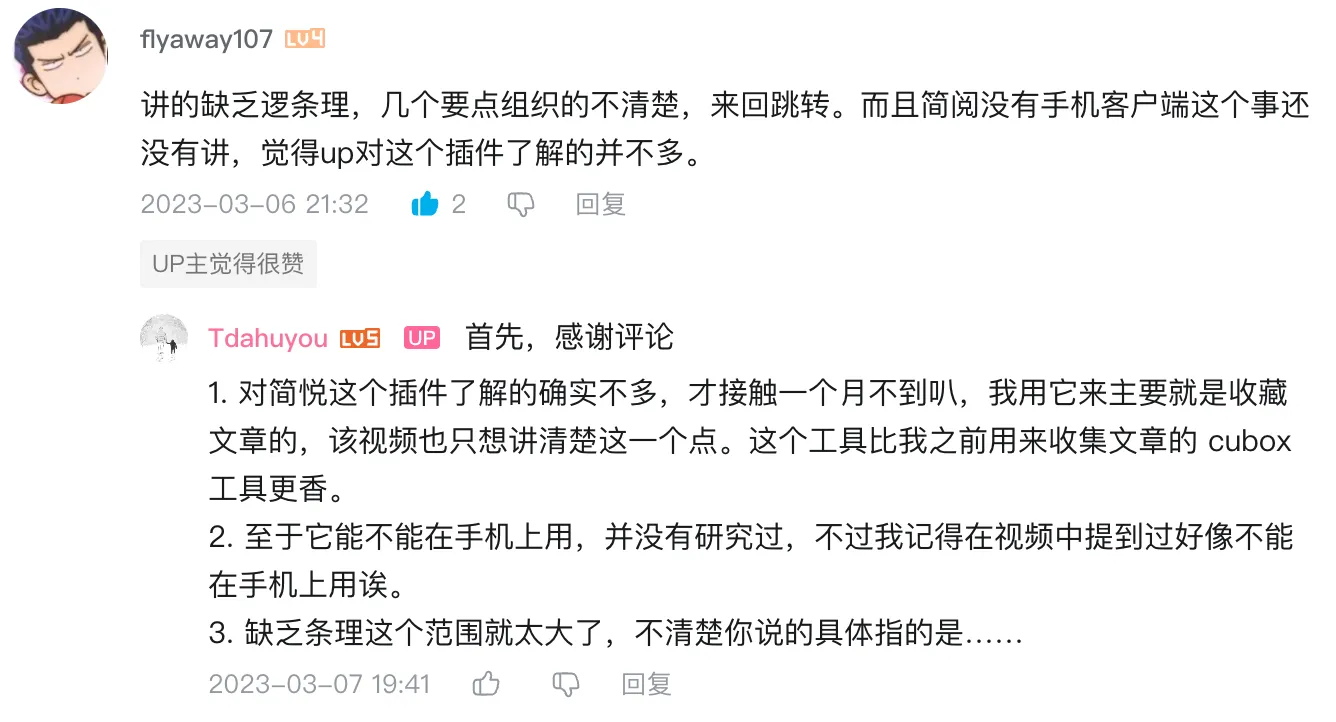 flyaway107 LV4
讲的缺乏逻条理，几个要点组织的不清楚，来回跳转。而且简阅没有手机客户端这个事还
没有讲，觉得up对这个插件了解的并不多。
2023-03-06 21:32 2 回复
UP主觉得很赞
Tdahuyou LV5 UP 首先，感谢评论
1. 对简悦这个插件了解的确实不多，才接触一个月不到叭，我用它来主要就是收藏
文章的，该视频也只想讲清楚这一个点。这个工具比我之前用来收集文章的 cubox
工具更香。
2. 至于它能不能在手机上用，并没有研究过，不过我记得在视频中提到过好像不能
在手机上用诶。
3. 缺乏条理这个范围就太大了，不清楚你说的具体指的是……
2023-03-07 19:41 回复